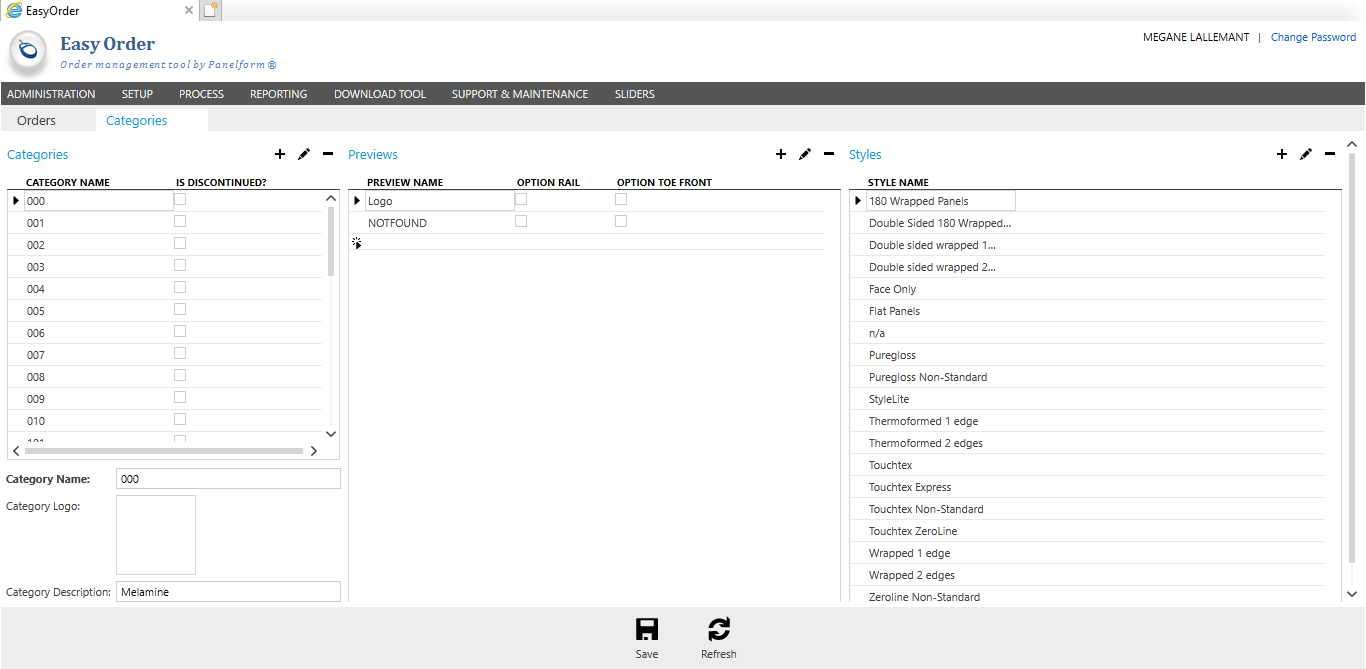 EasyOrder
Easy Order
Order management tool by Panelform ®
MEGANE LALLEMANT | Change Password
ADMINISTRATION SETUP PROCESS REPORTING DOWNLOAD TOOL SUPPORT & MAINTENANCE SLIDERS
Orders Categories
Categories
CATEGORY NAME IS DISCONTINUED?
000
001
002
003
004
005
006
007
008
009
010
101
Category Name: 000
Category Logo:
Category Description: Melamine
Previews
PREVIEW NAME OPTION RAIL OPTION TOE FRONT
Logo
NOTFOUND
Styles
STYLE NAME
180 Wrapped Panels
Double Sided 180 Wrapped...
Double sided wrapped 1...
Double sided wrapped 2...
Face Only
Flat Panels
n/a
Puregloss
Puregloss Non-Standard
StyleLite
Thermoformed 1 edge
Thermoformed 2 edges
Touchtex
Touchtex Express
Touchtex Non-Standard
Touchtex ZeroLine
Wrapped 1 edge
Wrapped 2 edges
Zeroline Non-Standard
Save Refresh